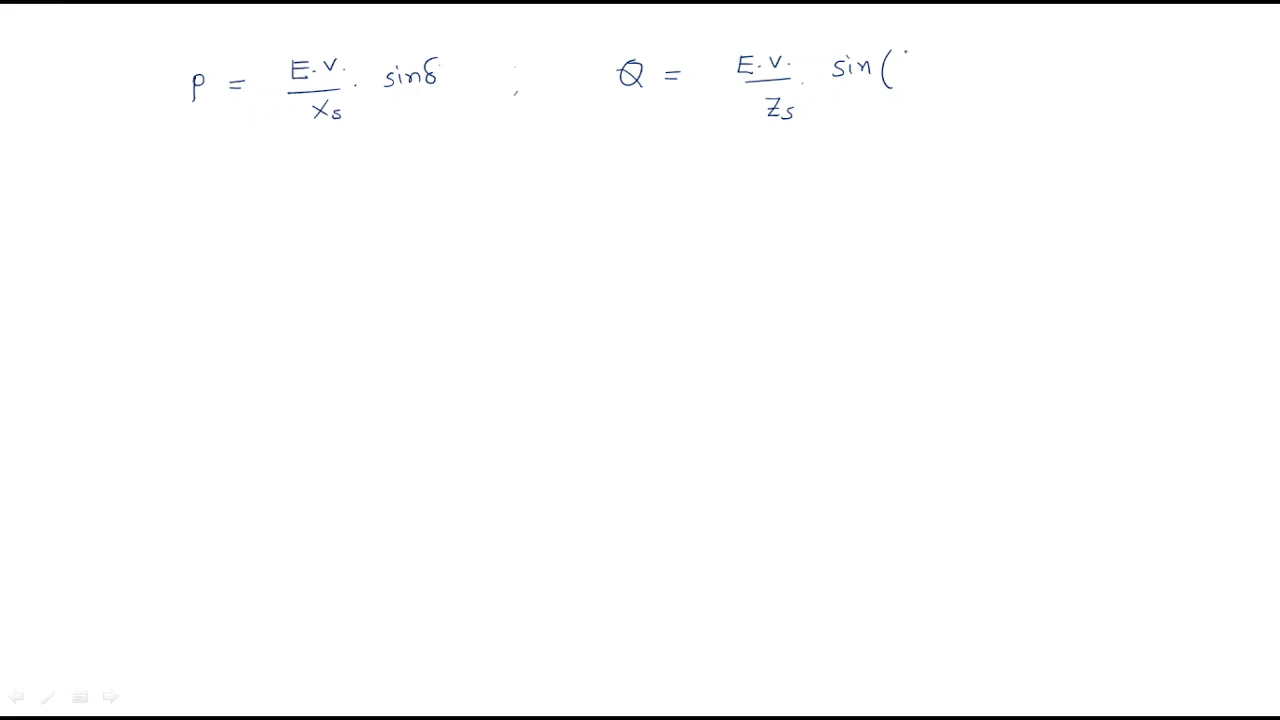 P = E.V. / Xs . sinδ ; Q = E.V. / Zs . sin(